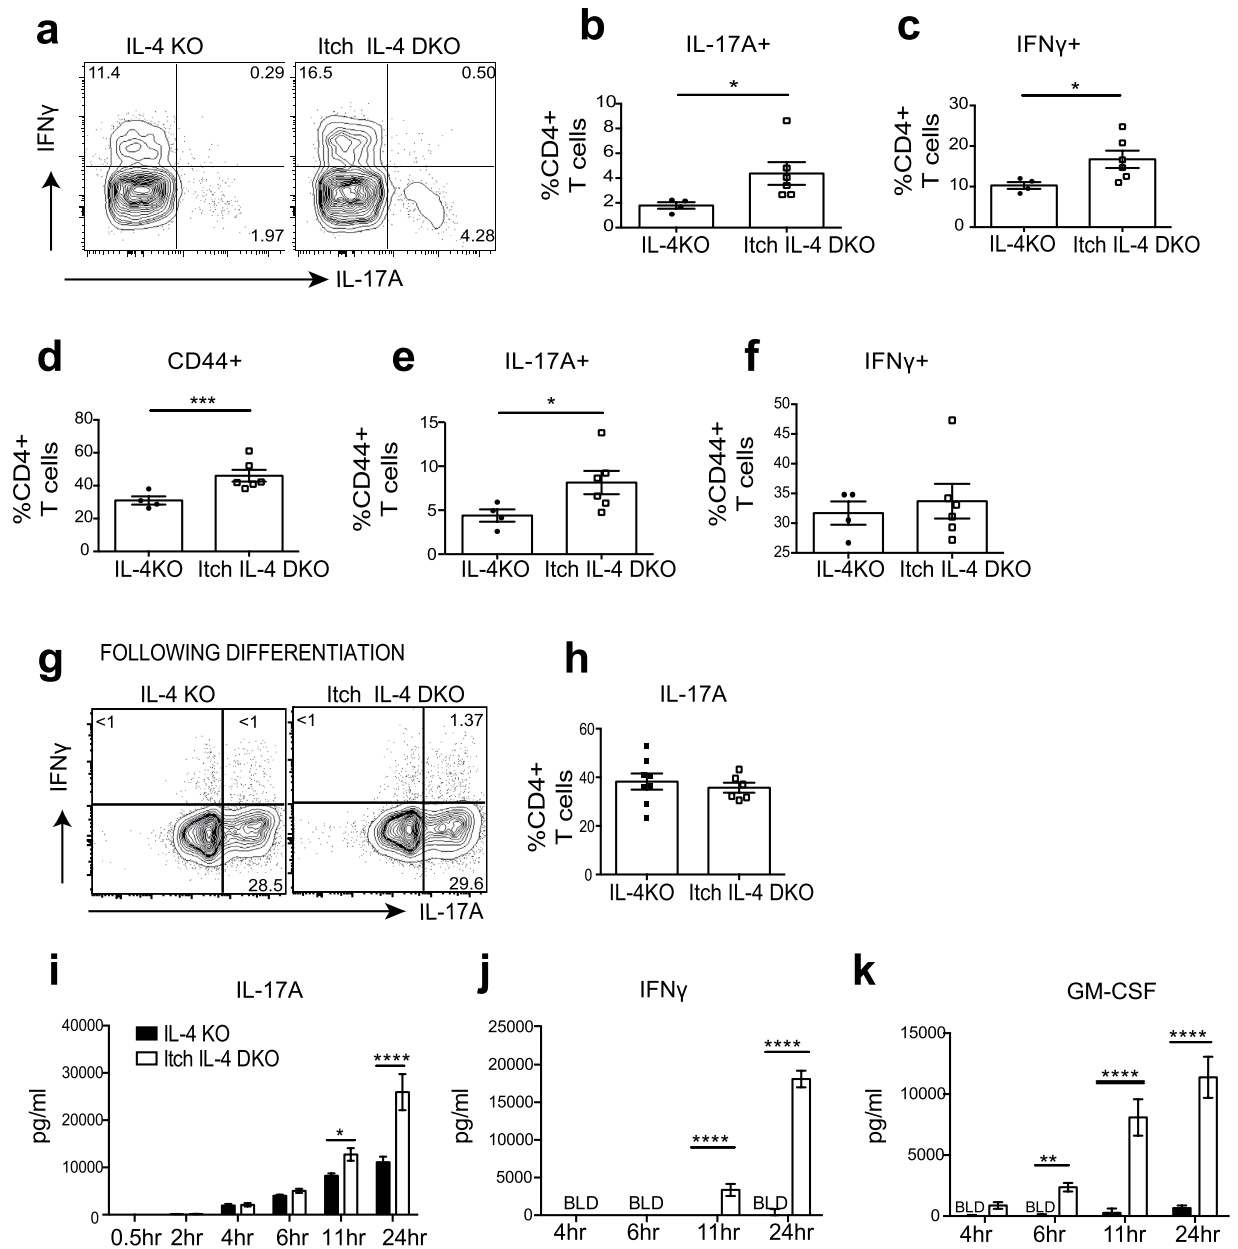 a
IL-4 KO
Itch IL-4 DKO
11.4
0.29
16.5
0.50
IFNγ
1.97
4.28
IL-17A
b
IL-17A+
*
%CD4+
T cells
10
8
6
4
2
0
IL-4KO
Itch IL-4 DKO
c
IFNγ+
*
%CD4+
T cells
30
20
10
0
IL-4KO
Itch IL-4 DKO
d
CD44+
***
%CD4+
T cells
80
60
40
20
0
IL-4KO
Itch IL-4 DKO
e
IL-17A+
*
%CD44+
T cells
15
10
5
0
IL-4KO
Itch IL-4 DKO
f
IFNγ+
%CD44+
T cells
50
45
40
35
30
25
IL-4KO
Itch IL-4 DKO
g
FOLLOWING DIFFERENTIATION
IL-4 KO
Itch IL-4 DKO
<1
<1
<1
1.37
IFNγ
28.5
29.6
IL-17A
h
IL-17A
%CD4+
T cells
60
40
20
0
IL-4KO
Itch IL-4 DKO
i
IL-17A
pg/ml
40000
30000
20000
10000
0
IL-4 KO
Itch IL-4 DKO
*
****
0.5hr 2hr 4hr 6hr 11hr 24hr
j
IFNγ
pg/ml
25000
20000
15000
10000
5000
0
BLD
BLD
****
BLD
****
4hr 6hr 11hr 24hr
k
GM-CSF
pg/ml
15000
10000
5000
0
BLD
BLD
**
****
****
4hr 6hr 11hr 24hr